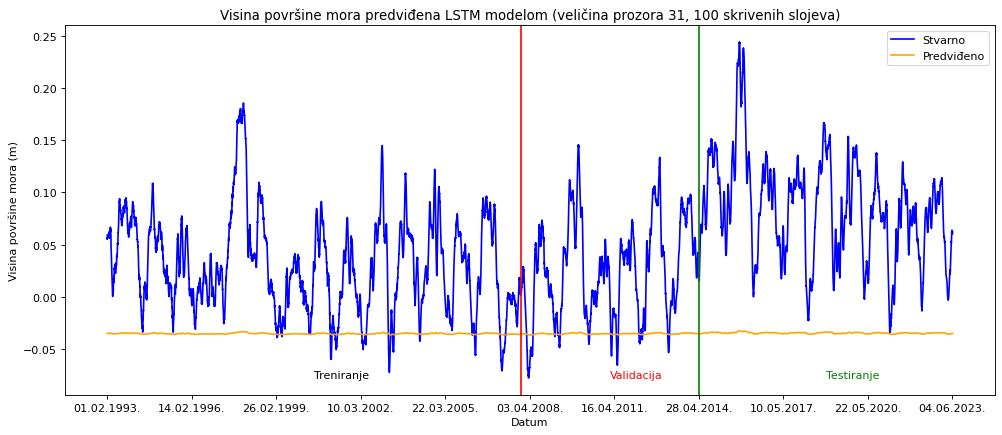 Visina površine mora predviđena LSTM modelom (veličina prozora 31, 100 skrivenih slojeva)
Stvarno
Predviđeno
Visina površine mora (m)
0.25
0.20
0.15
0.10
0.05
0.00
−0.05
Treniranje
Validacija
Testiranje
01.02.1993.
14.02.1996.
26.02.1999.
10.03.2002.
22.03.2005.
03.04.2008.
16.04.2011.
28.04.2014.
10.05.2017.
22.05.2020.
04.06.2023.
Datum